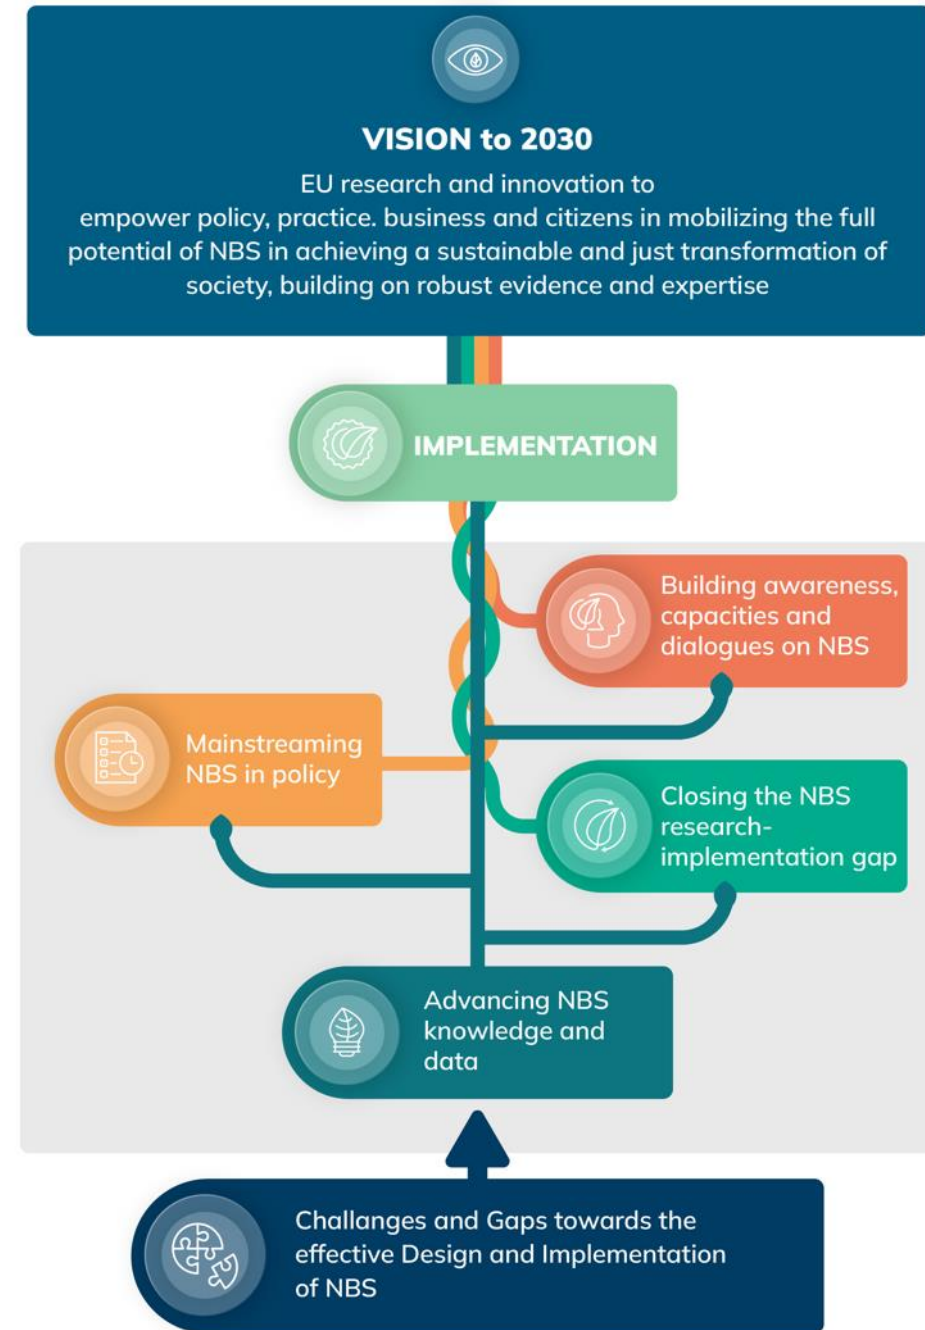 VISION to 2030
EU research and innovation to
empower policy, practice. business and citizens in mobilizing the full
potential of NBS in achieving a sustainable and just transformation of
society, building on robust evidence and expertise
IMPLEMENTATION
Building awareness,
capacities and
dialogues on NBS
Mainstreaming
NBS in policy
Closing the NBS
research-
implementation gap
Advancing NBS
knowledge and
data
Challanges and Gaps towards the
effective Design and Implementation
of NBS